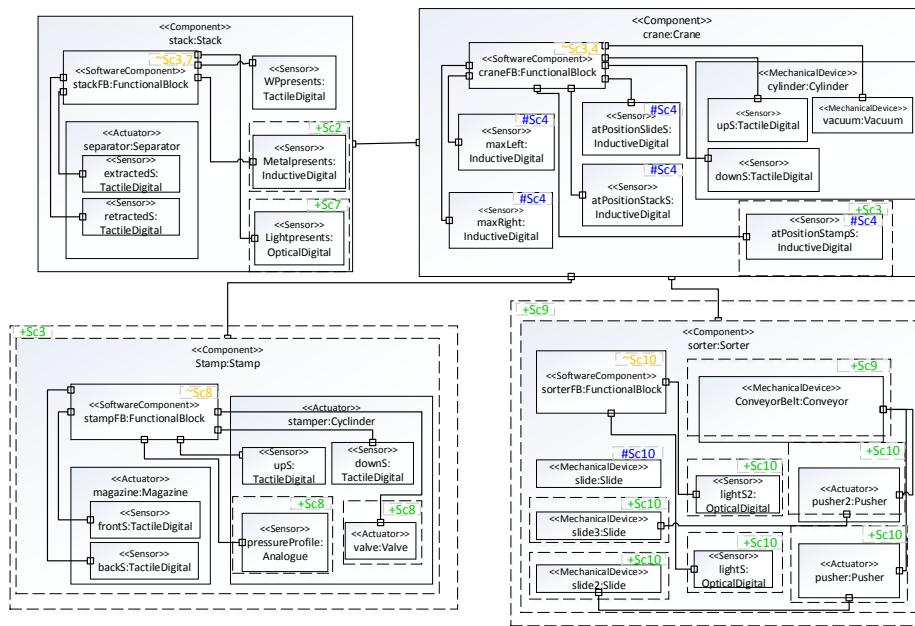 <<Component>>
stack:Stack
~Sc3,7
<<SoftwareComponent>>
stackFB:FunctionalBlock
<<Sensor>>
WPpresents:
TactileDigital
<<Actuator>>
separator:Separator
<<Sensor>>
extractedS:
TactileDigital
<<Sensor>>
retractedS:
TactileDigital
+Sc2
<<Sensor>>
Metalpresents:
InductiveDigital
+Sc7
<<Sensor>>
Lightpresents:
OpticalDigital
<<Component>>
crane:Crane
~Sc3,4
<<SoftwareComponent>>
craneFB:FunctionalBlock
#Sc4
<<Sensor>>
maxLeft:
InductiveDigital
#Sc4
<<Sensor>>
atPositionSlideS:
InductiveDigital
#Sc4
<<Sensor>>
maxRight:
InductiveDigital
#Sc4
<<Sensor>>
atPositionStackS:
InductiveDigital
<<MechanicalDevice>>
cylinder:Cylinder
<<Sensor>>
upS:TactileDigital
<<MechanicalDevice>>
vacuum:Vacuum
<<Sensor>>
downS:TactileDigital
+Sc3
#Sc4
<<Sensor>>
atPositionStampS:
InductiveDigital
+Sc3
<<Component>>
Stamp:Stamp
~Sc8
<<SoftwareComponent>>
stampFB:FunctionalBlock
<<Actuator>>
magazine:Magazine
<<Sensor>>
frontS:TactileDigital
<<Sensor>>
backS:TactileDigital
<<Actuator>>
stamper:Cyclinder
<<Sensor>>
upS:
TactileDigital
<<Sensor>>
downS:
TactileDigital
+Sc8
<<Sensor>>
pressureProfile:
Analogue
+Sc8
<<Actuator>>
valve:Valve
+Sc9
<<Component>>
sorter:Sorter
~Sc10
<<SoftwareComponent>>
sorterFB:FunctionalBlock
+Sc9
<<MechanicalDevice>>
ConveyorBelt:Conveyor
#Sc10
<<MechanicalDevice>>
slide:Slide
+Sc10
<<MechanicalDevice>>
slide3:Slide
+Sc10
<<MechanicalDevice>>
slide2:Slide
+Sc10
<<Sensor>>
lightS2:
OpticalDigital
+Sc10
<<Sensor>>
lightS:
OpticalDigital
+Sc10
<<Actuator>>
pusher2:Pusher
+Sc10
<<Actuator>>
pusher:Pusher